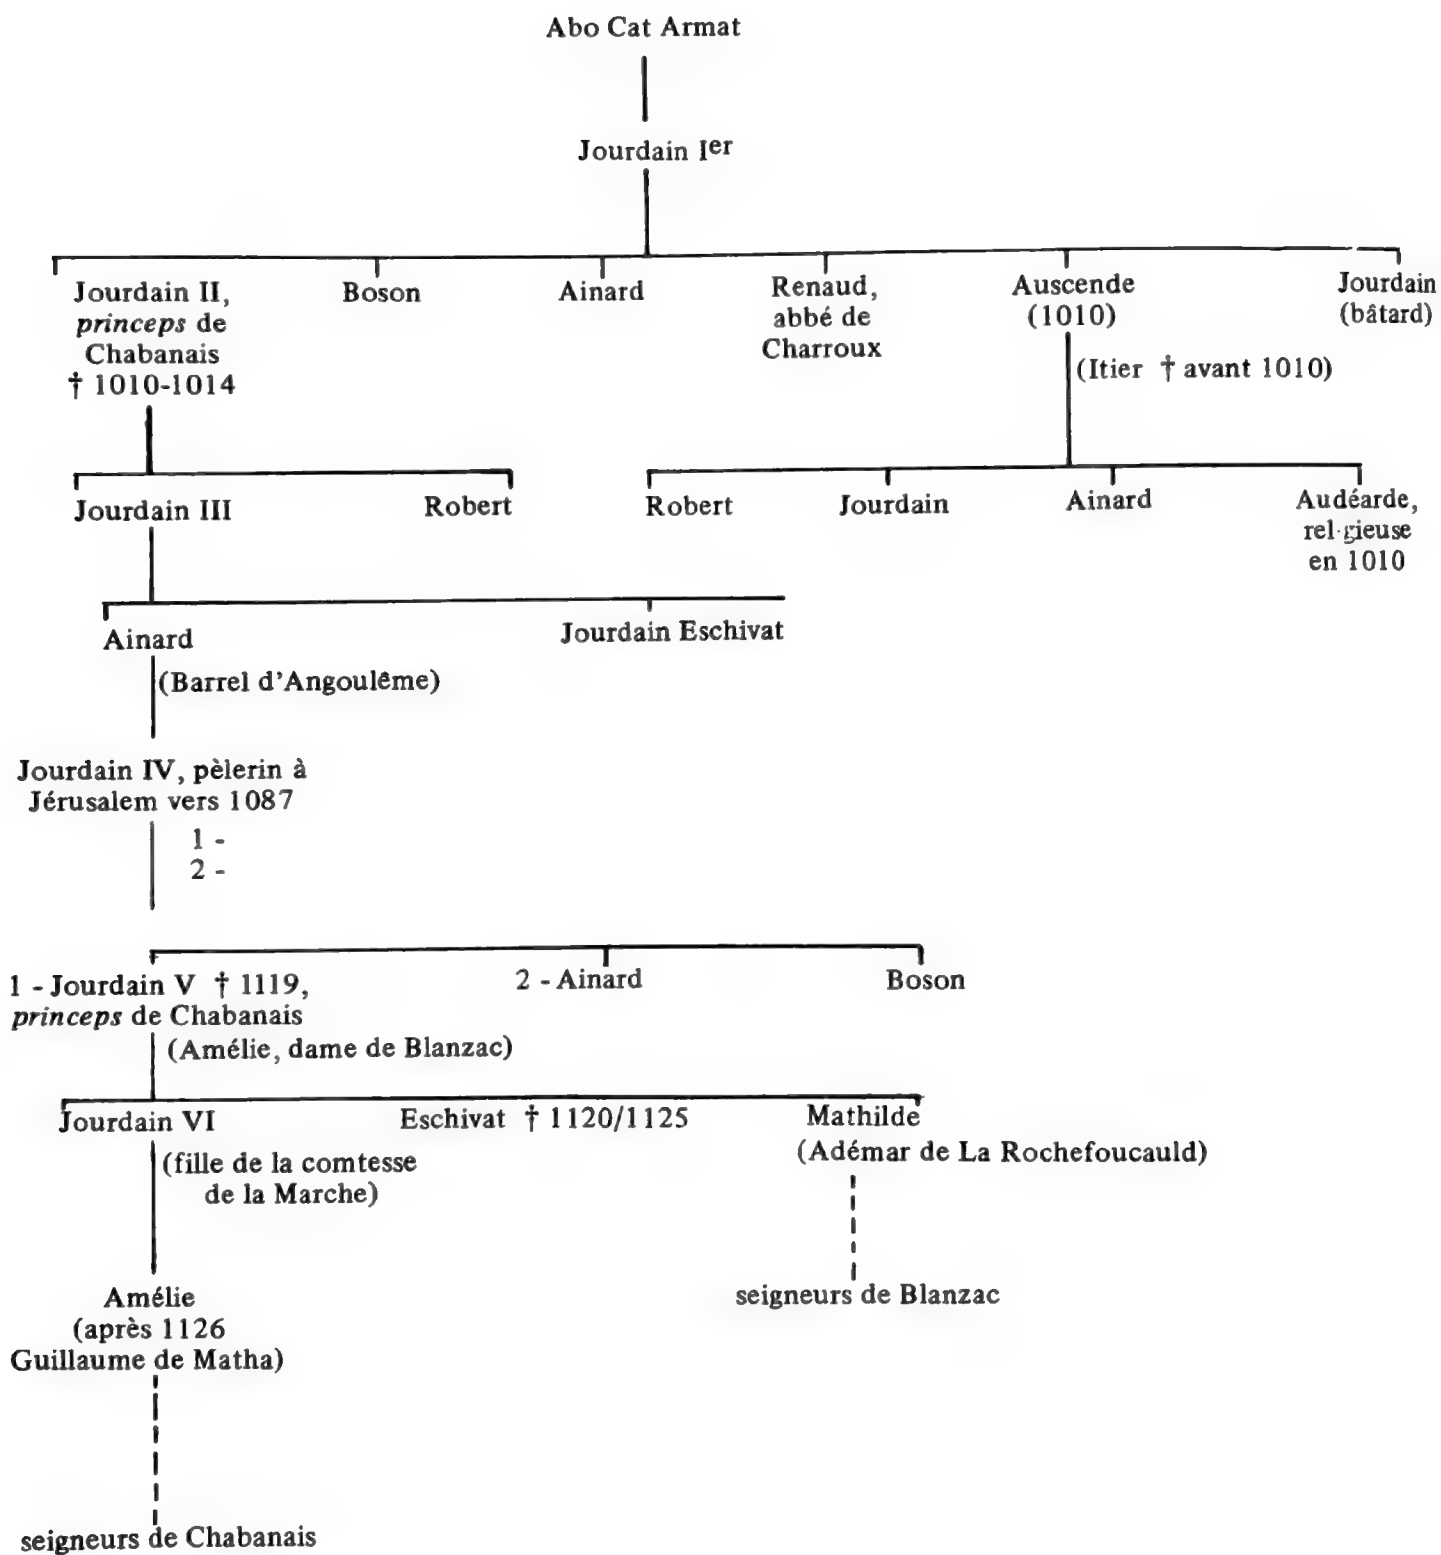 Abo Cat Armat
Jourdain Ier
Jourdain II,
princeps de
Chabanais
† 1010-1014
Boson
Ainard
Renaud,
abbé de
Charroux
Auscende
(1010)
Jourdain
(bâtard)
(Itier † avant 1010)
Jourdain III
Robert
Robert
Jourdain
Ainard
Audéarde,
rel·gieuse
en 1010
Ainard
Jourdain Eschivat
(Barrel d'Angoulême)
Jourdain IV, pèlerin à
Jérusalem vers 1087
1 -
2 -
1 - Jourdain V † 1119,
princeps de Chabanais
2 - Ainard
Boson
(Amélie, dame de Blanzac)
Jourdain VI
Eschivat † 1120/1125
Mathilde
(Adémar de La Rochefoucauld)
(fille de la comtesse
de la Marche)
Amélie
(après 1126
Guillaume de Matha)
seigneurs de Blanzac
seigneurs de Chabanais